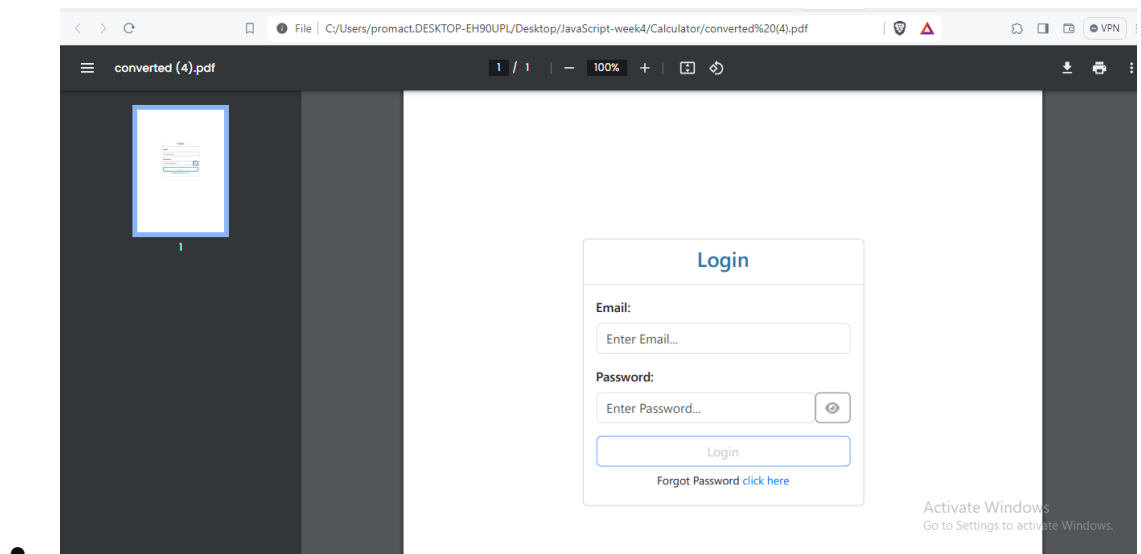 File | C:/Users/promact.DESKTOP-EH90UPL/Desktop/JavaScript-week4/Calculator/converted%20(4).pdf
VPN
converted (4).pdf
1 / 1
100%
1
Login
Email:
Enter Email...
Password:
Enter Password...
Login
Forgot Password click here
Activate Windows
Go to Settings to activate Windows.